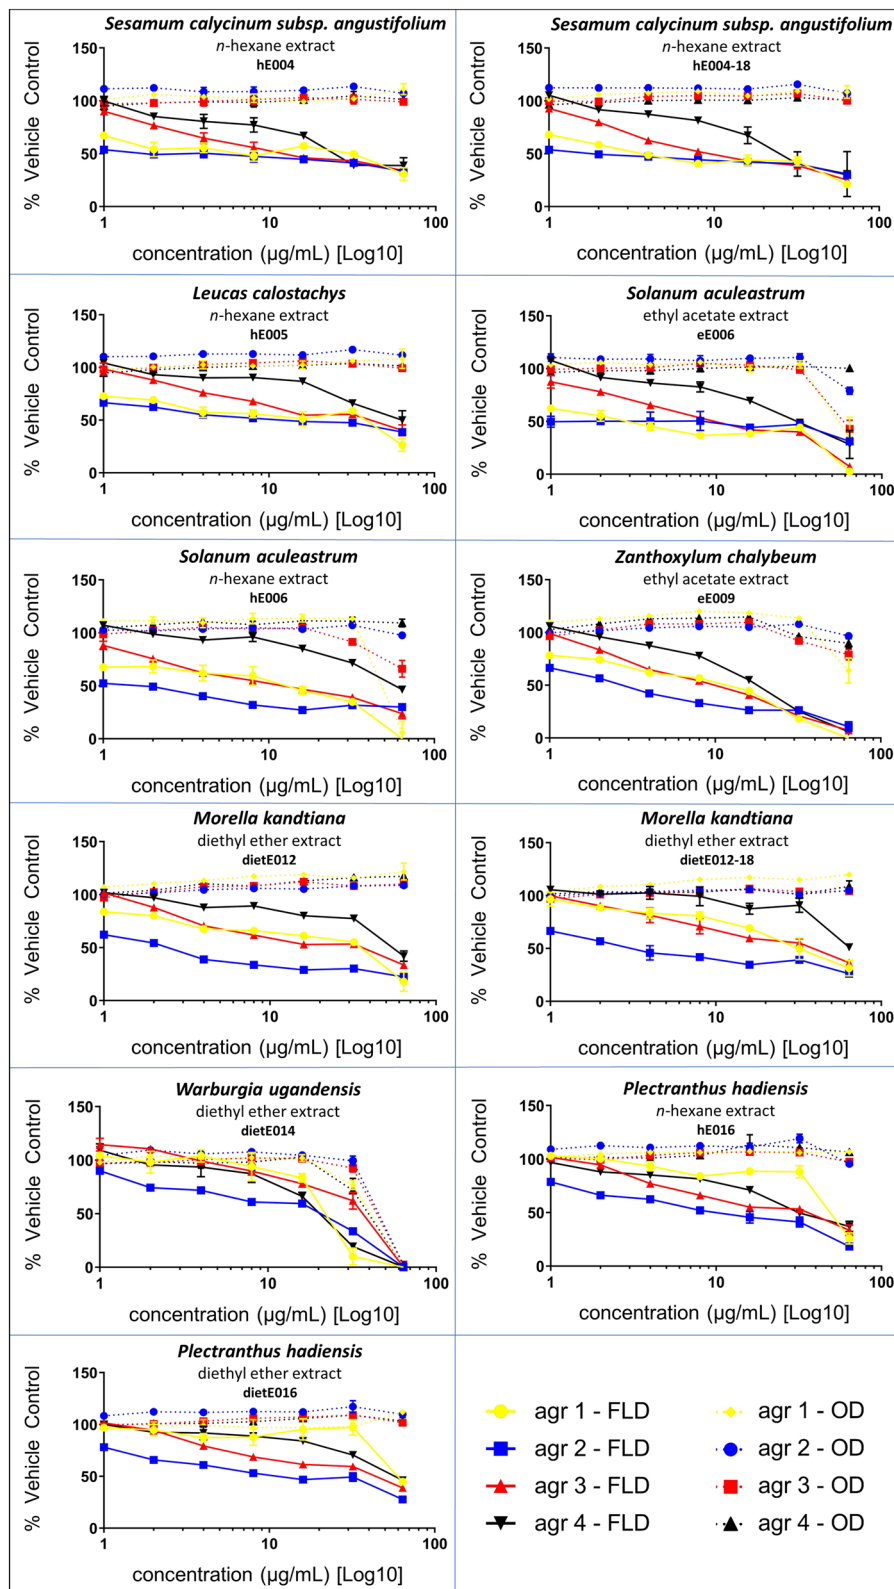 Sesamum calycinum subsp. angustifolium
n-hexane extract
hE004
% Vehicle Control
150
100
50
0
1
10
100
concentration (µg/mL) [Log10]
Sesamum calycinum subsp. angustifolium
n-hexane extract
hE004-18
% Vehicle Control
150
100
50
0
1
10
100
concentration (µg/mL) [Log10]
Leucas calostachys
n-hexane extract
hE005
% Vehicle Control
150
100
50
0
1
10
100
concentration (µg/mL) [Log10]
Solanum aculeastrum
ethyl acetate extract
eE006
% Vehicle Control
150
100
50
0
1
10
100
concentration (µg/mL) [Log10]
Solanum aculeastrum
n-hexane extract
hE006
% Vehicle Control
150
100
50
0
1
10
100
concentration (µg/mL) [Log10]
Zanthoxylum chalybeum
ethyl acetate extract
eE009
% Vehicle Control
150
100
50
0
1
10
100
concentration (µg/mL) [Log10]
Morella kandtiana
diethyl ether extract
dietE012
% Vehicle Control
150
100
50
0
1
10
100
concentration (µg/mL) [Log10]
Morella kandtiana
diethyl ether extract
dietE012-18
% Vehicle Control
150
100
50
0
1
10
100
concentration (µg/mL) [Log10]
Warburgia ugandensis
diethyl ether extract
dietE014
% Vehicle Control
150
100
50
0
1
10
100
concentration (µg/mL) [Log10]
Plectranthus hadiensis
n-hexane extract
hE016
% Vehicle Control
150
100
50
0
1
10
100
concentration (µg/mL) [Log10]
Plectranthus hadiensis
diethyl ether extract
dietE016
% Vehicle Control
150
100
50
0
1
10
100
concentration (µg/mL) [Log10]
agr 1 - FLD
agr 1 - OD
agr 2 - FLD
agr 2 - OD
agr 3 - FLD
agr 3 - OD
agr 4 - FLD
agr 4 - OD